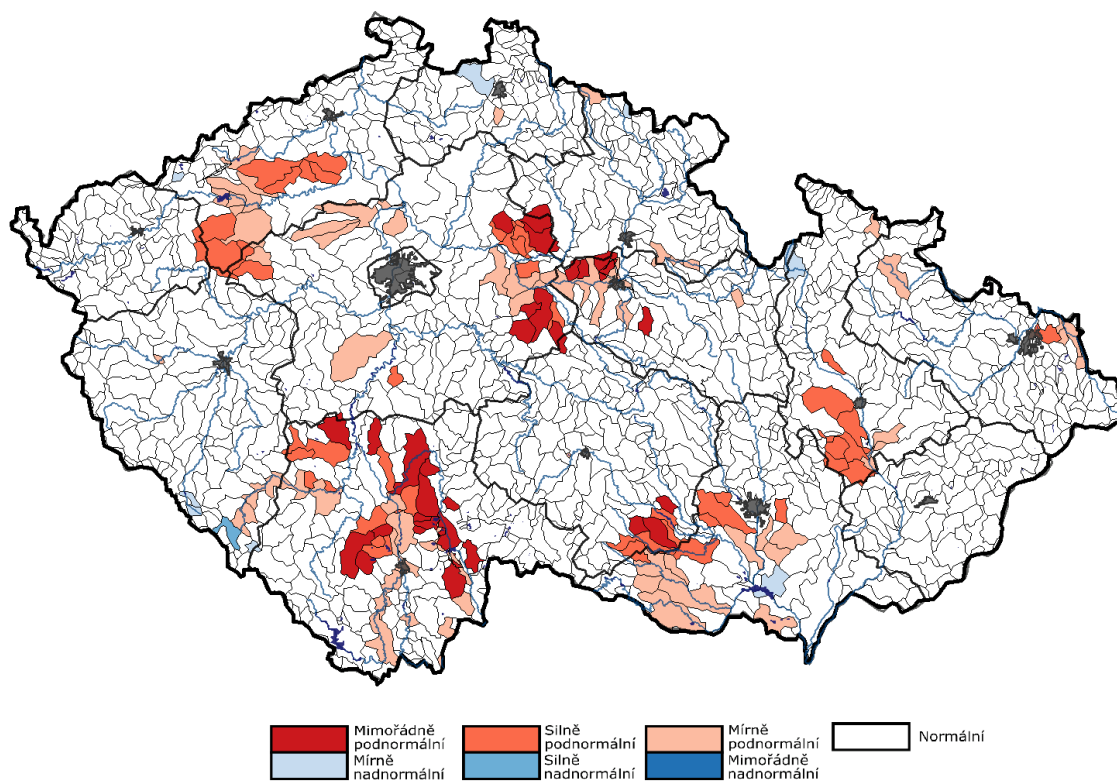 Mimořádně
podnormální
Silně
podnormální
Mírně
podnormální
Normální
Mírně
nadnormální
Silně
nadnormální
Mimořádně
nadnormální